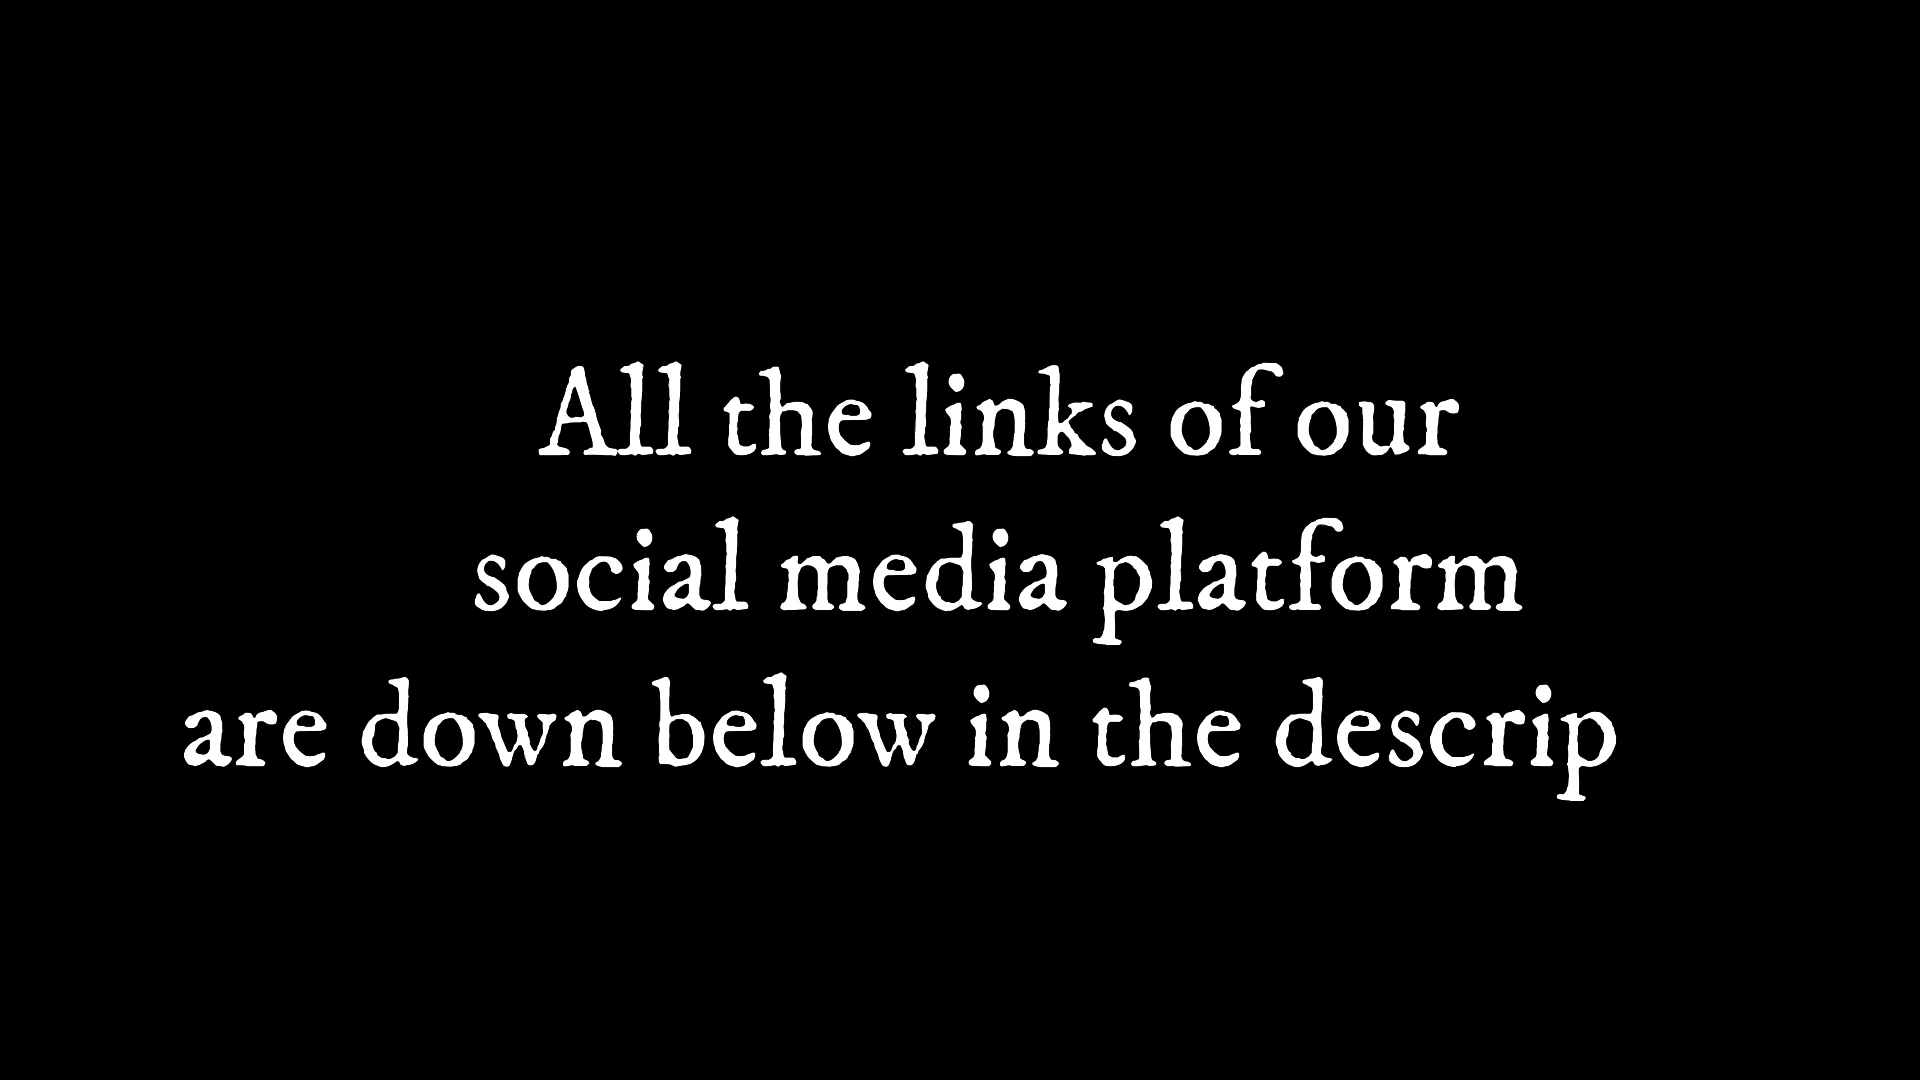 All the links of our
social media platform
are down below in the descrip